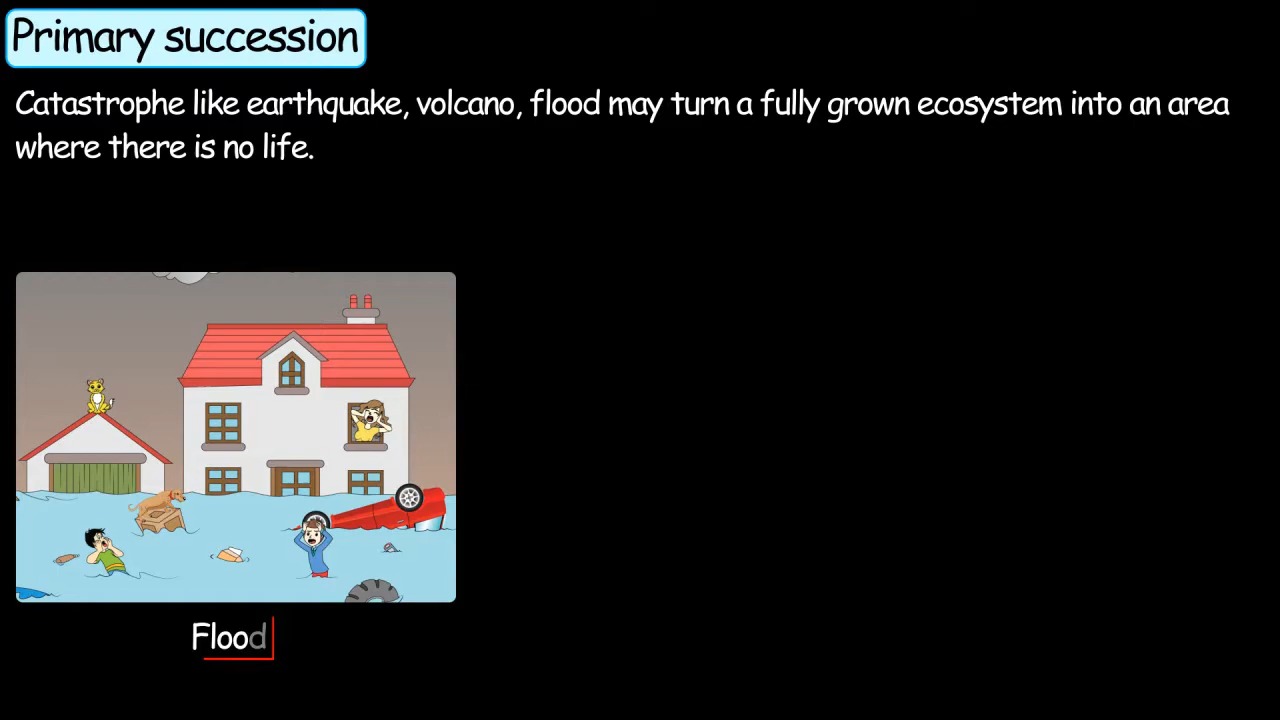 Primary succession
Catastrophe like earthquake, volcano, flood may turn a fully grown ecosystem into an area
where there is no life.
Flood